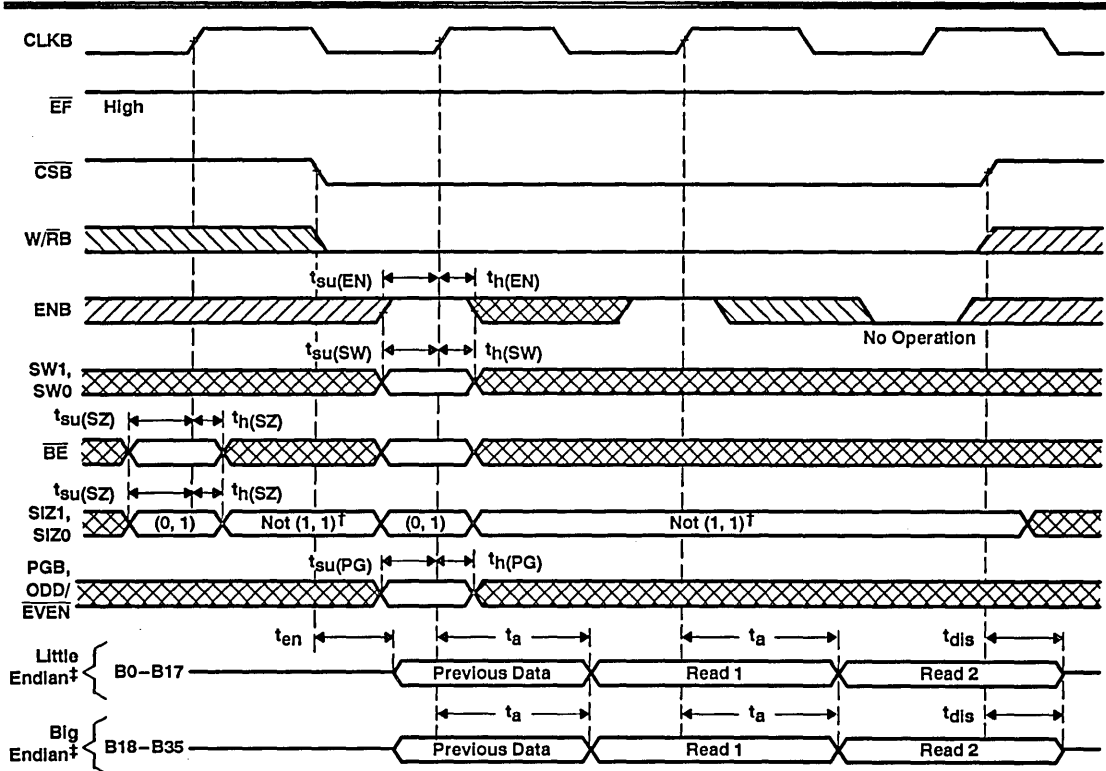 CLKB
EF High
CSB
W/RB
tsu(EN) th(EN)
ENB
No Operation
tsu(SW) th(SW)
SW1,
SW0
tsu(SZ) th(SZ)
BE
tsu(SZ) th(SZ)
SIZ1,
SIZ0
(0, 1) Not (1, 1)† (0, 1) Not (1, 1)†
tsu(PG) th(PG)
PGB,
ODD/
EVEN
ten ta ta tdis
Little
Endian‡
B0–B17 Previous Data Read 1 Read 2
ta ta tdis
Big
Endian‡
B18–B35 Previous Data Read 1 Read 2